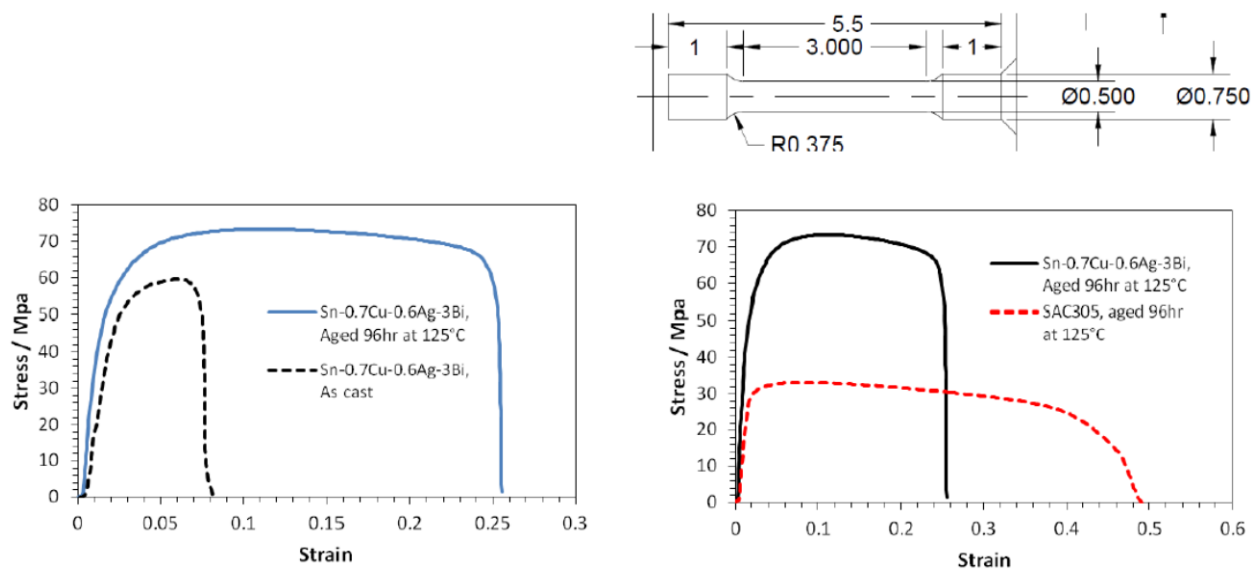 5.5
1
3.000
1
Ø0.500
Ø0.750
R0.375
80
70
60
50
40
30
20
10
0
Stress / Mpa
0
0.05
0.1
0.15
0.2
0.25
0.3
Strain
Sn-0.7Cu-0.6Ag-3Bi,
Aged 96hr at 125°C
Sn-0.7Cu-0.6Ag-3Bi,
As cast
80
70
60
50
40
30
20
10
0
Stress / Mpa
0
0.1
0.2
0.3
0.4
0.5
0.6
Strain
Sn-0.7Cu-0.6Ag-3Bi,
Aged 96hr at 125°C
SAC305, aged 96hr
at 125°C